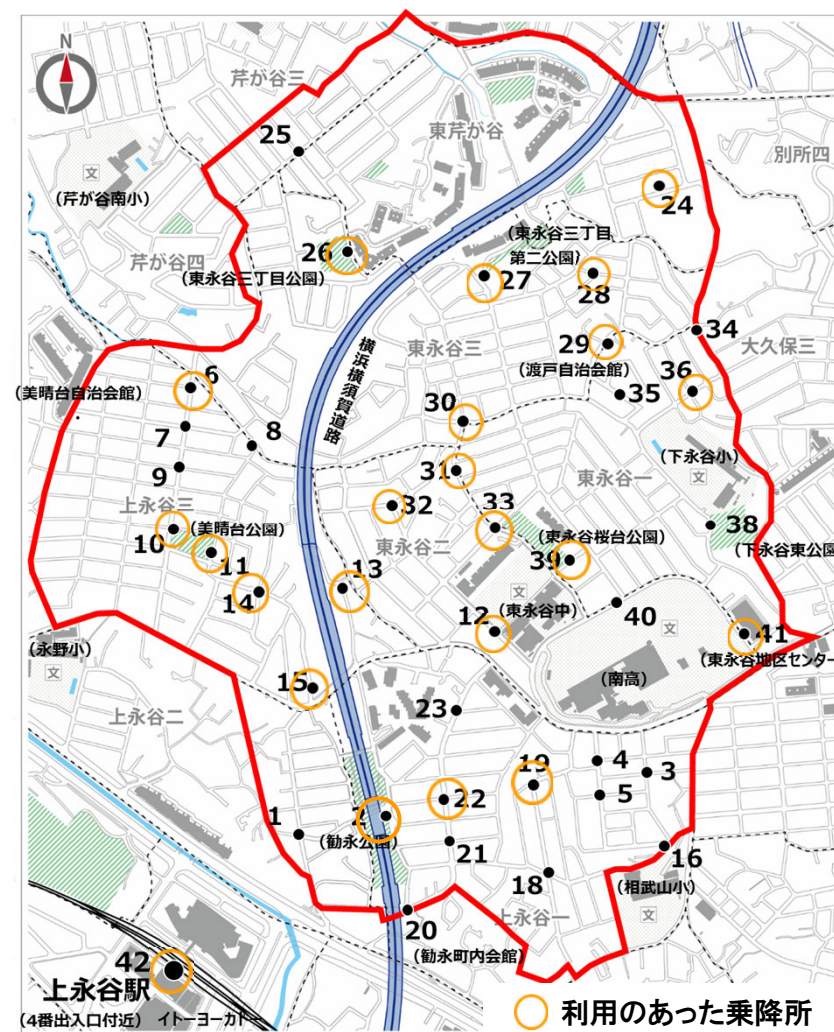 N
芹が谷三
25
東芹が谷
別所四
(芹が谷南小)
24
芹が谷四
26
(東永谷三丁目公園)
(東永谷三丁目
第二公園)
27
28
横浜横須賀道路
東永谷三
29
(渡戸自治会館)
34
大久保三
(美晴台自治会館)
6
35
36
7
8
30
9
31
東永谷一
(下永谷小)
上永谷三
32
10
(美晴台公園)
11
33
東永谷二
(東永谷桜台公園)
39
38
(下永谷東公園
13
14
12
(東永谷中)
40
41
(永野小)
(東永谷地区センター
15
(南高)
上永谷二
23
19
4
3
5
22
1
2
(勧永公園)
21
16
18
(相武山小)
20
上永谷一
(勧永町内会館)
42
上永谷駅
(4番出入口付近)
イトーヨーカドー
利用のあった乗降所
文
文
文
文
文
文